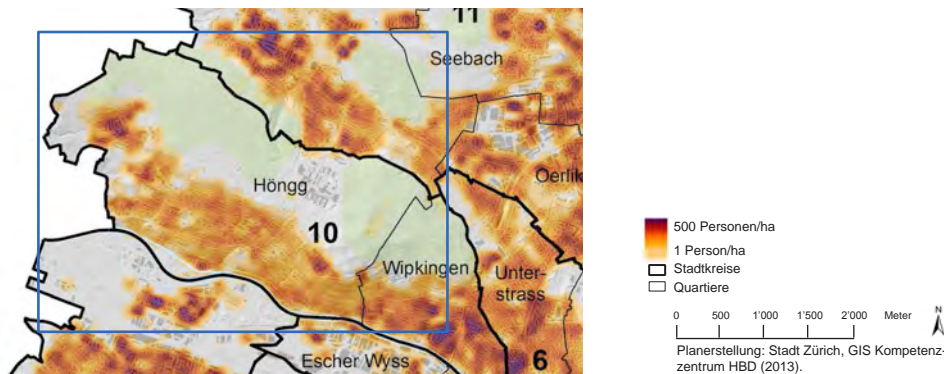 11
Seebach
Oerlik
Höngg
10
Wipkingen
Unter-
strass
Escher Wyss
6
500 Personen/ha
1 Person/ha
Stadtkreise
Quartiere
0 500 1'000 1'500 2'000 Meter
N
Planerstellung: Stadt Zürich, GIS Kompetenz-
zentrum HBD (2013).